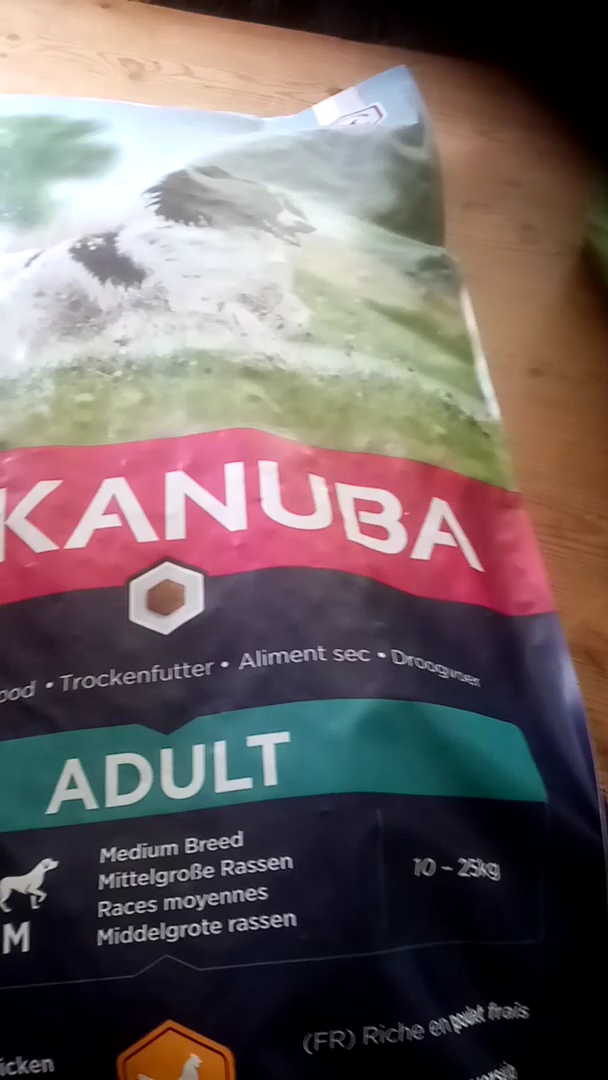 KANUBA
ood • Trockenfutter • Aliment sec • Droogvoer
ADULT
Medium Breed
Mittelgroße Rassen
Races moyennes
Middelgrote rassen
10 – 25kg
M
(FR) Riche en poulet frais
icken